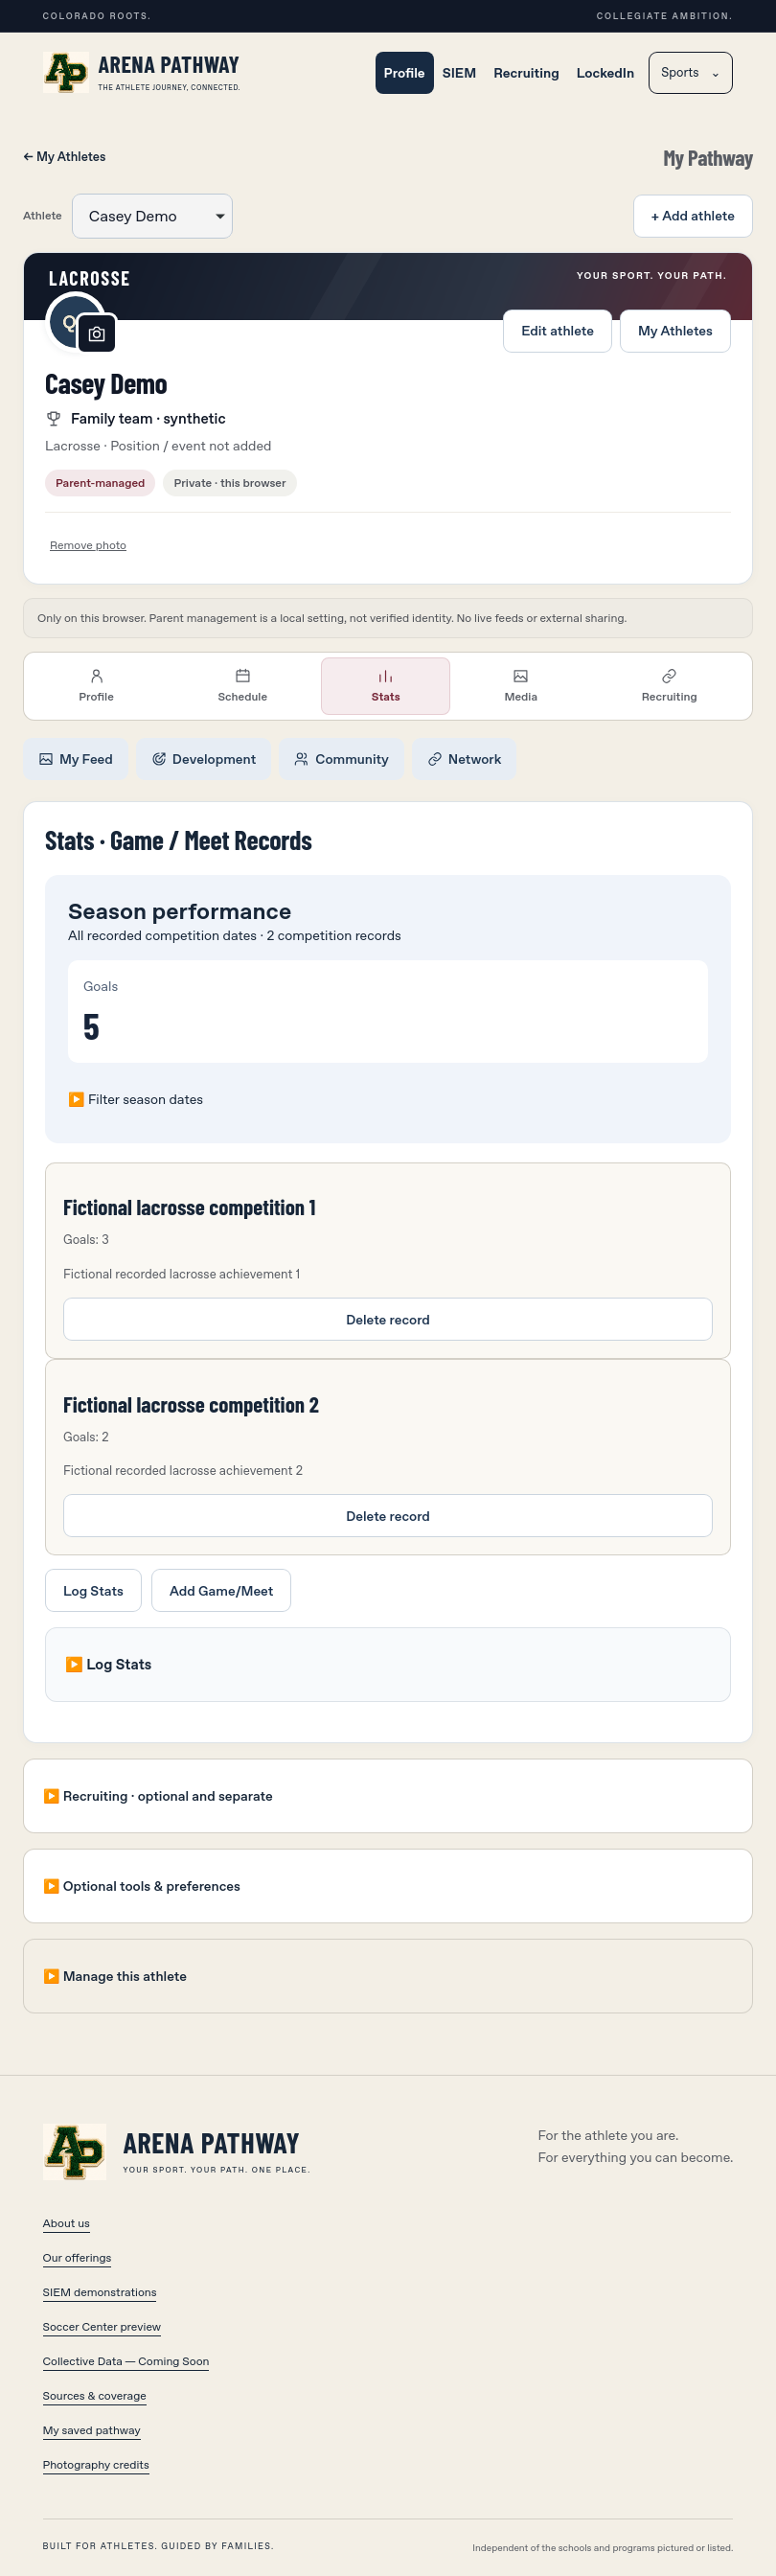 COLORADO ROOTS.
COLLEGIATE AMBITION.
AP
ARENA PATHWAY
THE ATHLETE JOURNEY, CONNECTED.
Profile
SIEM
Recruiting
LockedIn
Sports
← My Athletes
My Pathway
Athlete
Casey Demo
+ Add athlete
LACROSSE
YOUR SPORT. YOUR PATH.
Edit athlete
My Athletes
Casey Demo
Family team · synthetic
Lacrosse · Position / event not added
Parent-managed
Private · this browser
Remove photo
Only on this browser. Parent management is a local setting, not verified identity. No live feeds or external sharing.
Profile
Schedule
Stats
Media
Recruiting
My Feed
Development
Community
Network
Stats · Game / Meet Records
Season performance
All recorded competition dates · 2 competition records
Goals
5
Filter season dates
Fictional lacrosse competition 1
Goals: 3
Fictional recorded lacrosse achievement 1
Delete record
Fictional lacrosse competition 2
Goals: 2
Fictional recorded lacrosse achievement 2
Delete record
Log Stats
Add Game/Meet
Log Stats
Recruiting · optional and separate
Optional tools & preferences
Manage this athlete
AP
ARENA PATHWAY
YOUR SPORT. YOUR PATH. ONE PLACE.
For the athlete you are.
For everything you can become.
About us
Our offerings
SIEM demonstrations
Soccer Center preview
Collective Data — Coming Soon
Sources & coverage
My saved pathway
Photography credits
BUILT FOR ATHLETES. GUIDED BY FAMILIES.
Independent of the schools and programs pictured or listed.